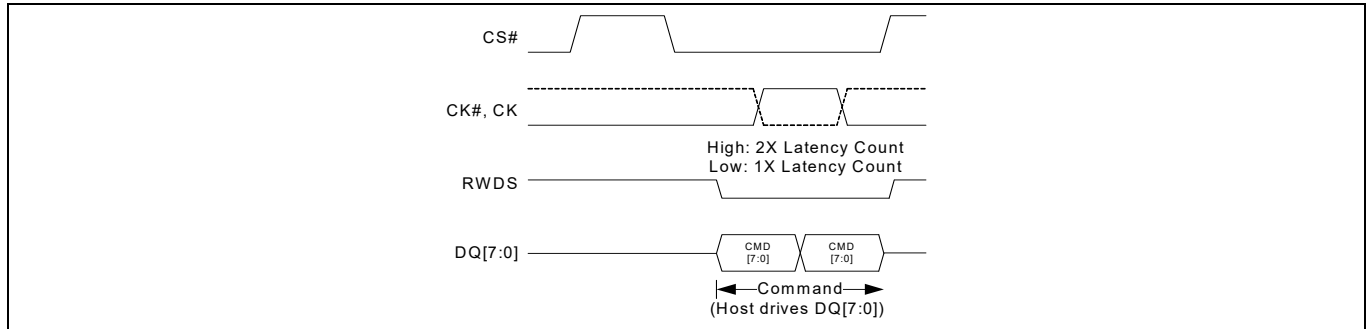 CS#
CK#, CK
High: 2X Latency Count
Low: 1X Latency Count
RWDS
DQ[7:0]
CMD
[7:0]
CMD
[7:0]
Command
(Host drives DQ[7:0])